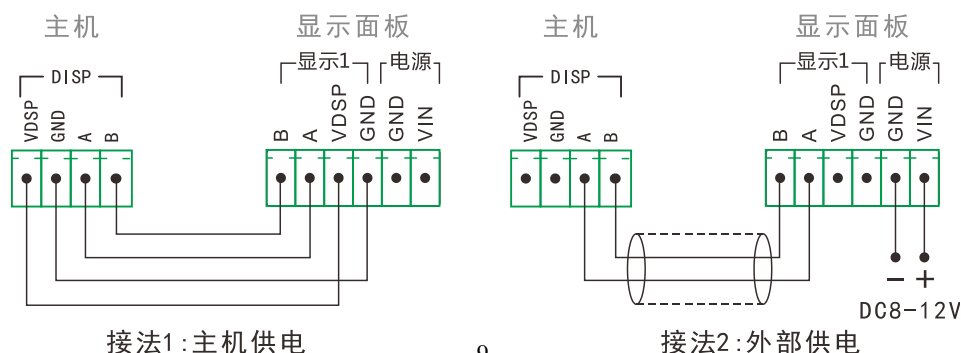 主机 显示面板 主机 显示面板
DISP 显示1 电源 DISP 显示1 电源
VDSP GND A B B A VDSP GND GND VIN VDSP GND A B B A VDSP GND GND VIN
− +
DC8-12V
接法1:主机供电 9 接法2:外部供电